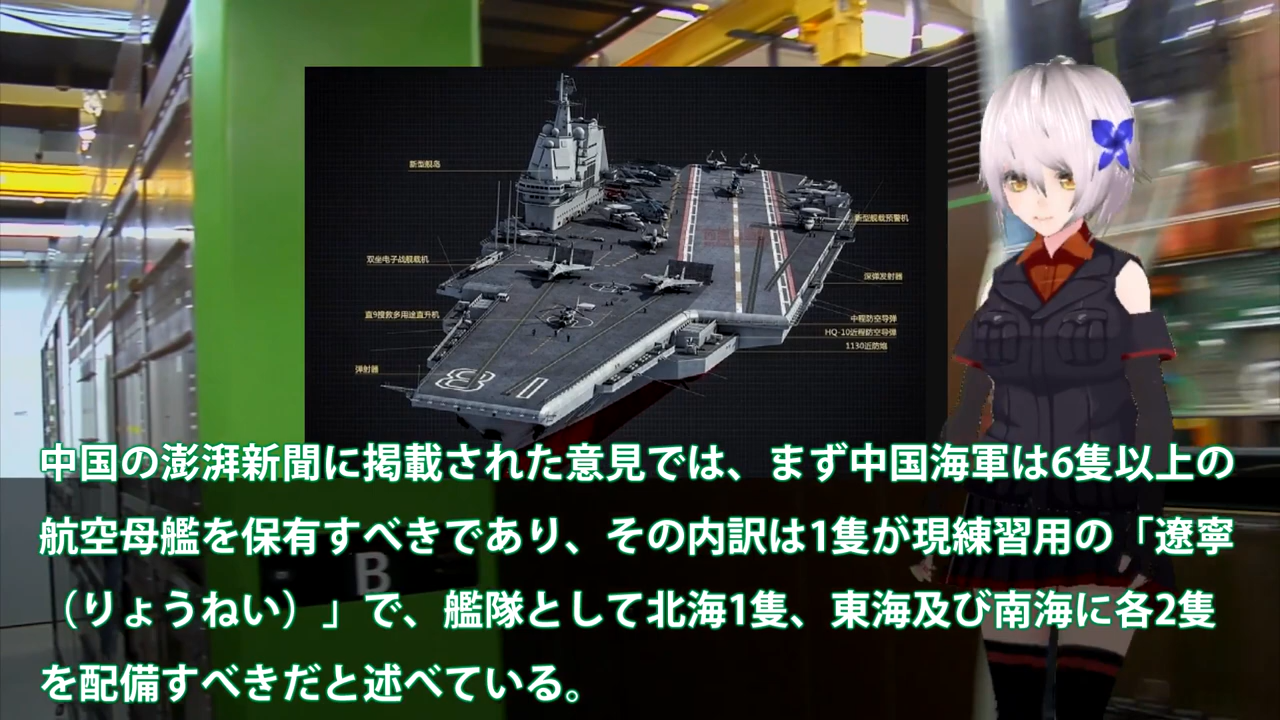 新型舰岛
新型舰载预警机
双坐电子战舰载机
深弹发射器
直9搜救多用途直升机
中程防空导弹
HQ-10近程防空导弹
1130近防炮
弹射器
18
B
中国の澎湃新聞に掲載された意見では、まず中国海軍は6隻以上の
航空母艦を保有すべきであり、その内訳は1隻が現練習用の「遼寧
（りょうねい）」で、艦隊として北海1隻、東海及び南海に各2隻
を配備すべきだと述べている。